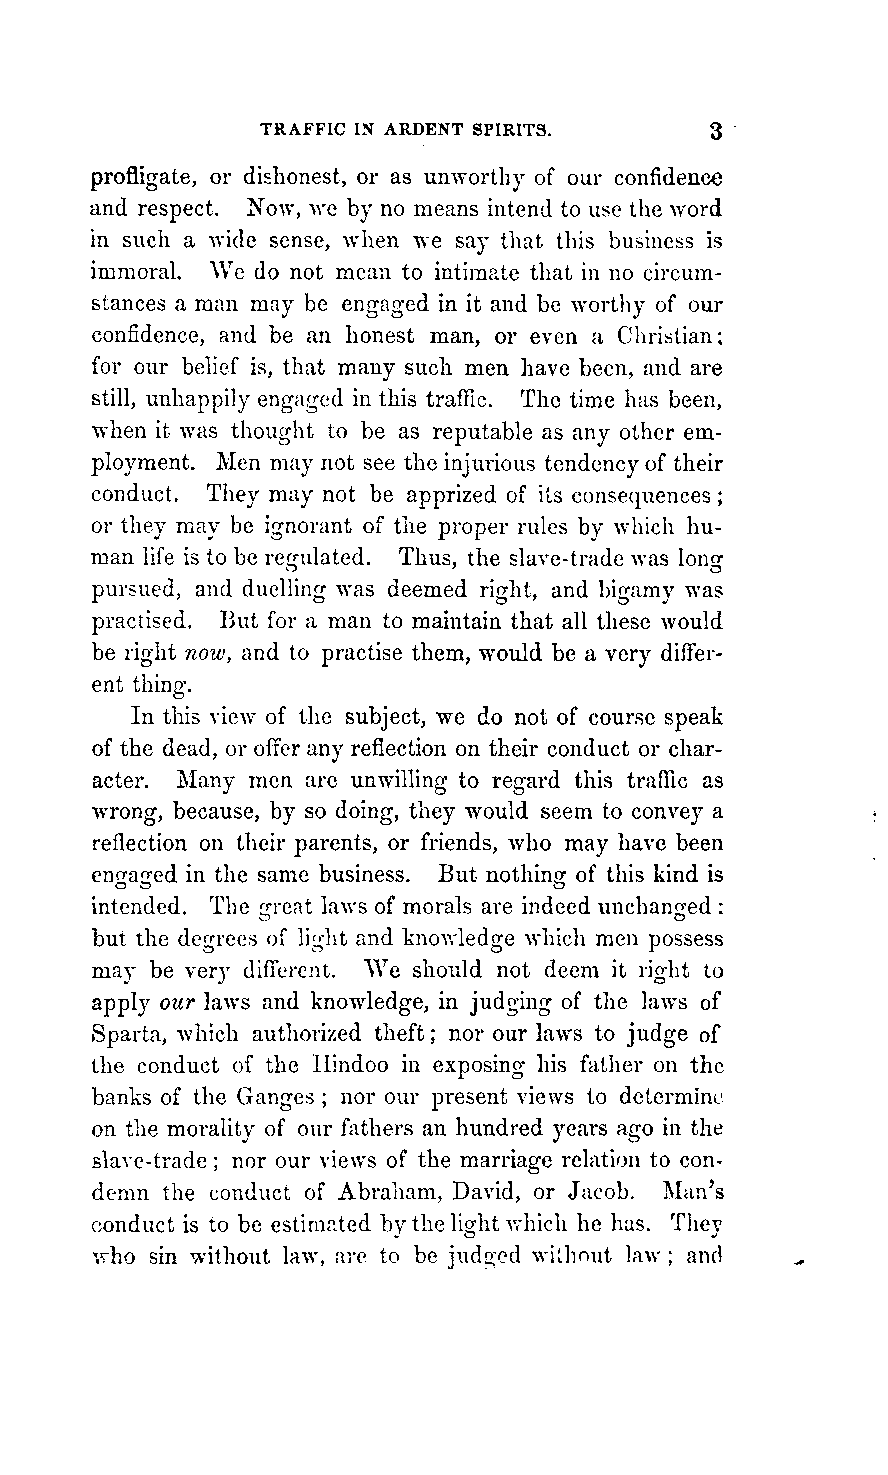 TRAFFIC IN ARDENT SPIRITS. 3
profligate, or dishonest, or as unworthy of our confidence
and respect. Now, we by no means intend to use the word
in such a wide sense, when we say that this business is
immoral. We do not mean to intimate that in no circum-
stances a man may be engaged in it and be worthy of our
confidence, and be an honest man, or even a Christian;
for our belief is, that many such men have been, and are
still, unhappily engaged in this traffic. The time has been,
when it was thought to be as reputable as any other em-
ployment. Men may not see the injurious tendency of their
conduct. They may not be apprized of its consequences;
or they may be ignorant of the proper rules by which hu-
man life is to be regulated. Thus, the slave-trade was long
pursued, and duelling was deemed right, and bigamy was
practised. But for a man to maintain that all these would
be right now, and to practise them, would be a very differ-
ent thing.
In this view of the subject, we do not of course speak
of the dead, or offer any reflection on their conduct or char-
acter. Many men are unwilling to regard this traffic as
wrong, because, by so doing, they would seem to convey a
reflection on their parents, or friends, who may have been
engaged in the same business. But nothing of this kind is
intended. The great laws of morals are indeed unchanged:
but the degrees of light and knowledge which men possess
may be very different. We should not deem it right to
apply our laws and knowledge, in judging of the laws of
Sparta, which authorized theft; nor our laws to judge of
the conduct of the Hindoo in exposing his father on the
banks of the Ganges; nor our present views to determine
on the morality of our fathers an hundred years ago in the
slave-trade; nor our views of the marriage relation to con-
demn the conduct of Abraham, David, or Jacob. Man's
conduct is to be estimated by the light which he has. They
who sin without law, are to be judged without law; and